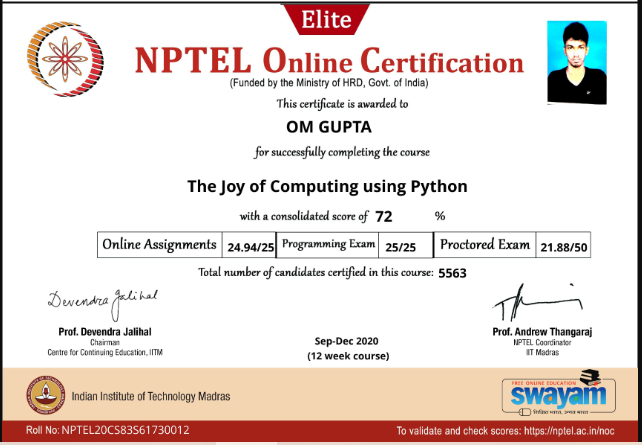 Elite
NPTEL Online Certification
(Funded by the Ministry of HRD, Govt. of India)
This certificate is awarded to
OM GUPTA
for successfully completing the course
The Joy of Computing using Python
with a consolidated score of 72 %
Online Assignments 24.94/25 Programming Exam 25/25 Proctored Exam 21.88/50
Total number of candidates certified in this course: 5563
Devendra Jalihal
Prof. Devendra Jalihal
Chairman
Centre for Continuing Education, IITM
Sep-Dec 2020
(12 week course)
Prof. Andrew Thangaraj
NPTEL Coordinator
IIT Madras
Indian Institute of Technology Madras
FREE ONLINE EDUCATION
swayam
शिक्षित भारत, उन्नत भारत
Roll No: NPTEL20CS83S61730012
To validate and check scores: https://nptel.ac.in/noc